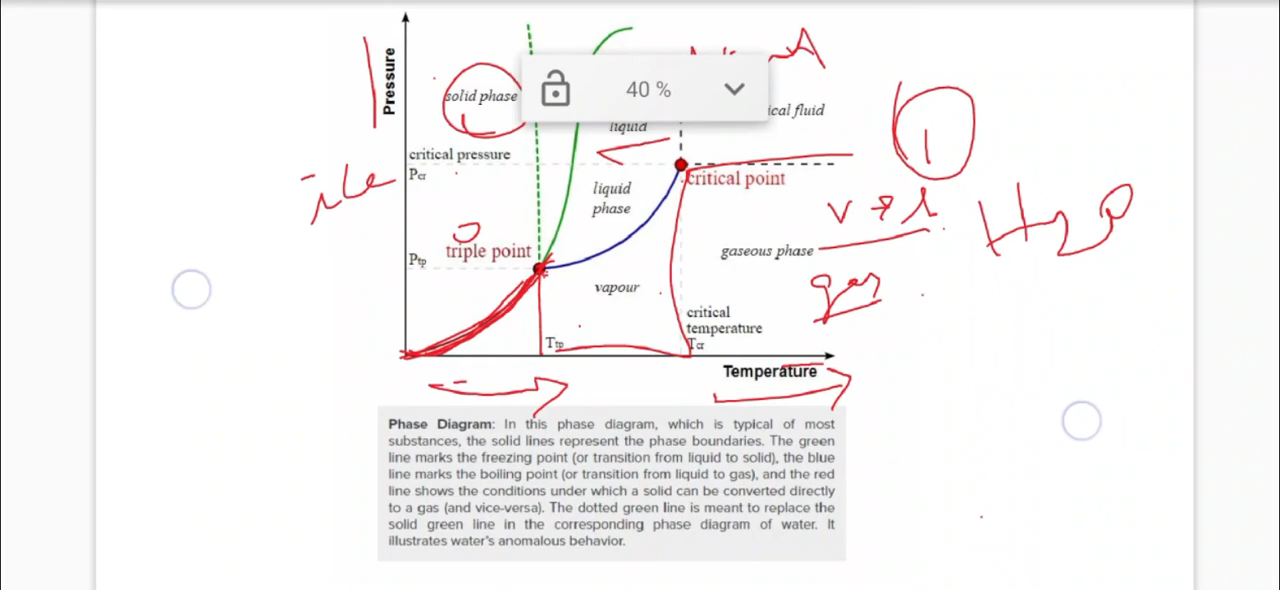 Pressure
solid phase
40 %
ical fluid
liquid
critical pressure
Pcr
ice
liquid
phase
critical point
v → l
H2O
triple point
Ptp
gaseous phase
gas
vapour
critical
temperature
Ttp
Tcr
Temperature
Phase Diagram: In this phase diagram, which is typical of most
substances, the solid lines represent the phase boundaries. The green
line marks the freezing point (or transition from liquid to solid), the blue
line marks the boiling point (or transition from liquid to gas), and the red
line shows the conditions under which a solid can be converted directly
to a gas (and vice-versa). The dotted green line is meant to replace the
solid green line in the corresponding phase diagram of water. It
illustrates water's anomalous behavior.